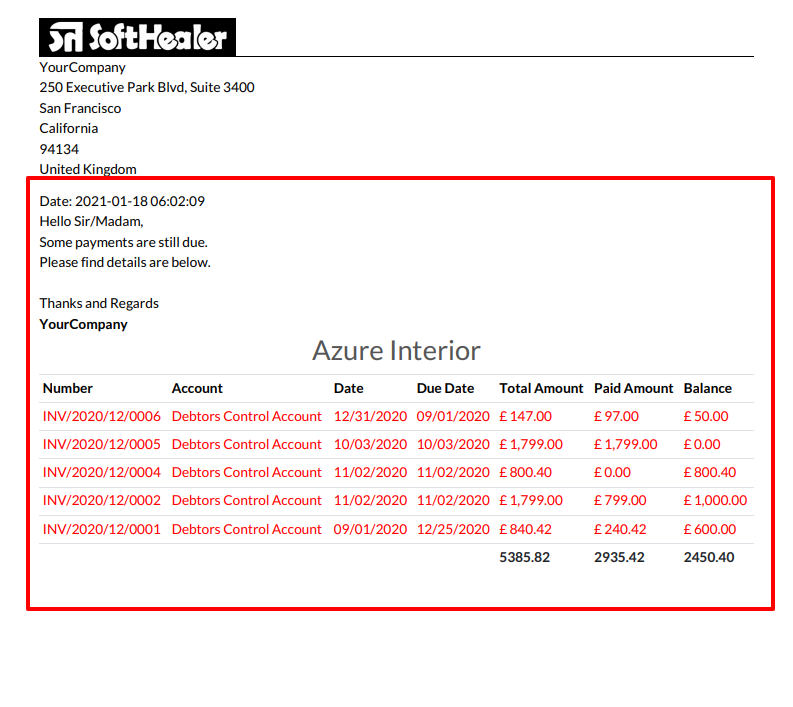 SoftHealer
YourCompany
250 Executive Park Blvd, Suite 3400
San Francisco
California
94134
United Kingdom
Date: 2021-01-18 06:02:09
Hello Sir/Madam,
Some payments are still due.
Please find details are below.
Thanks and Regards
YourCompany
Azure Interior
Number Account Date Due Date Total Amount Paid Amount Balance
INV/2020/12/0006 Debtors Control Account 12/31/2020 09/01/2020 £ 147.00 £ 97.00 £ 50.00
INV/2020/12/0005 Debtors Control Account 10/03/2020 10/03/2020 £ 1,799.00 £ 1,799.00 £ 0.00
INV/2020/12/0004 Debtors Control Account 11/02/2020 11/02/2020 £ 800.40 £ 0.00 £ 800.40
INV/2020/12/0002 Debtors Control Account 11/02/2020 11/02/2020 £ 1,799.00 £ 799.00 £ 1,000.00
INV/2020/12/0001 Debtors Control Account 09/01/2020 12/25/2020 £ 840.42 £ 240.42 £ 600.00
5385.82 2935.42 2450.40